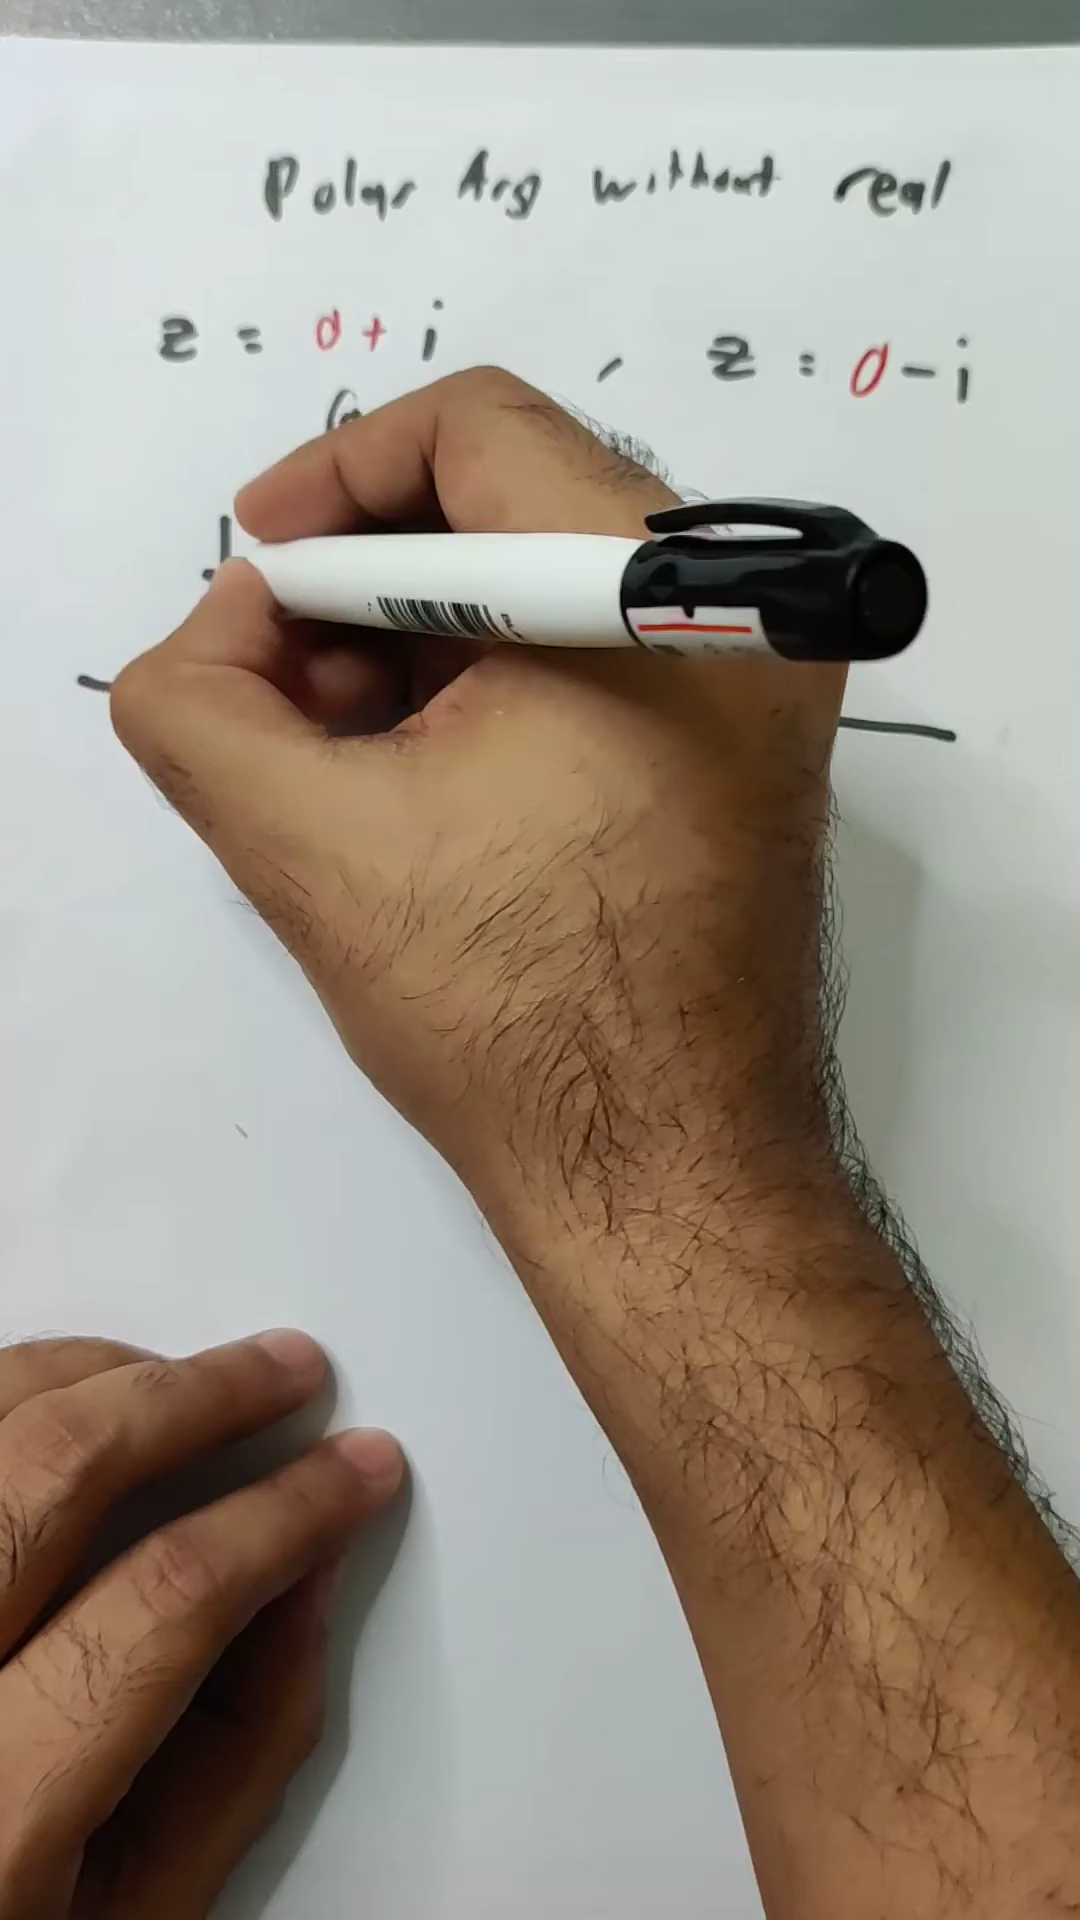 Polar Arg without real
z = 0 + i , z = 0 - i